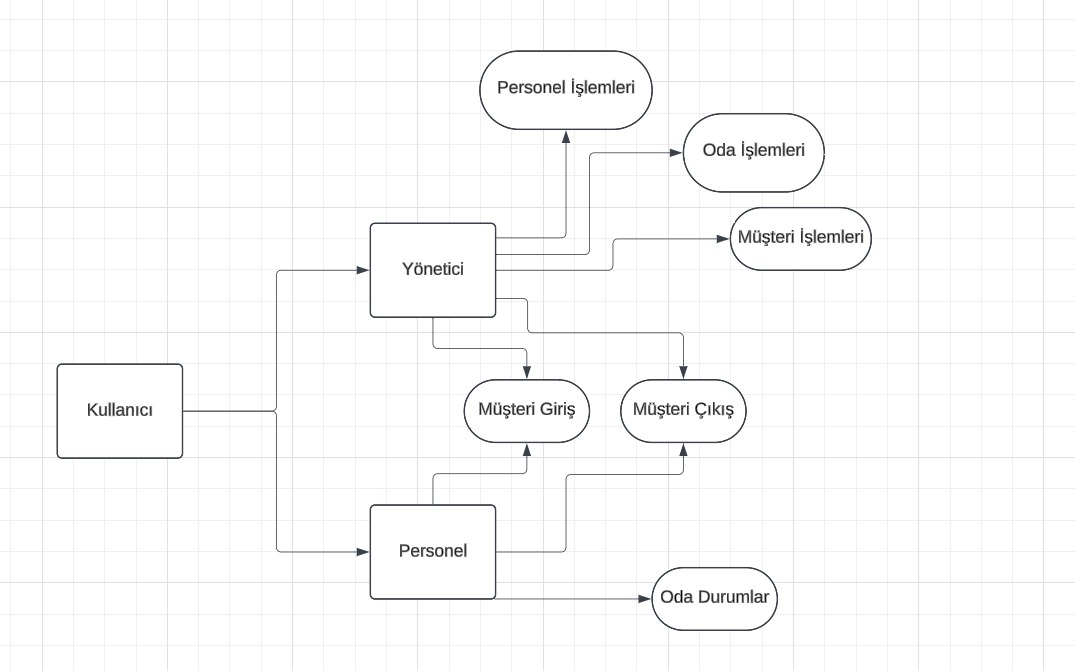 Personel İşlemleri
Oda İşlemleri
Müşteri İşlemleri
Yönetici
Kullanıcı
Müşteri Giriş
Müşteri Çıkış
Personel
Oda Durumlar